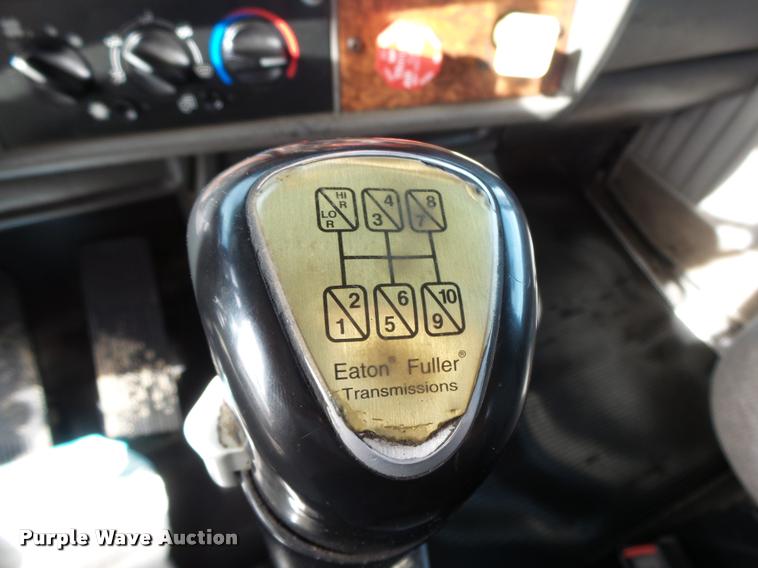 HI
R
LO
R
4
3
8
7
2
1
6
5
10
9
Eaton® Fuller®
Transmissions
Purple Wave Auction